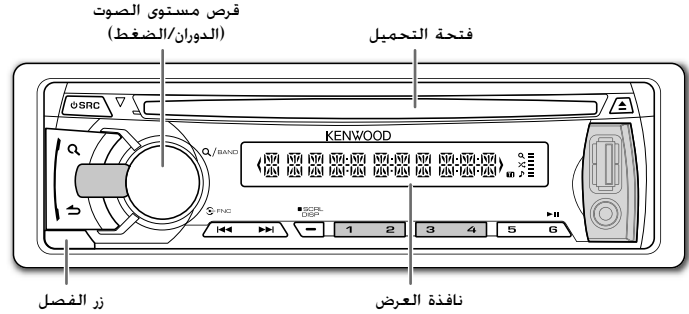 قرص مستوى الصوت
(الدوران/الضغط)
فتحة التحميل
SRC
KENWOOD
/BAND
FNC
SCRL
DISP
1 2 3 4 5 6
زر الفصل
نافذة العرض